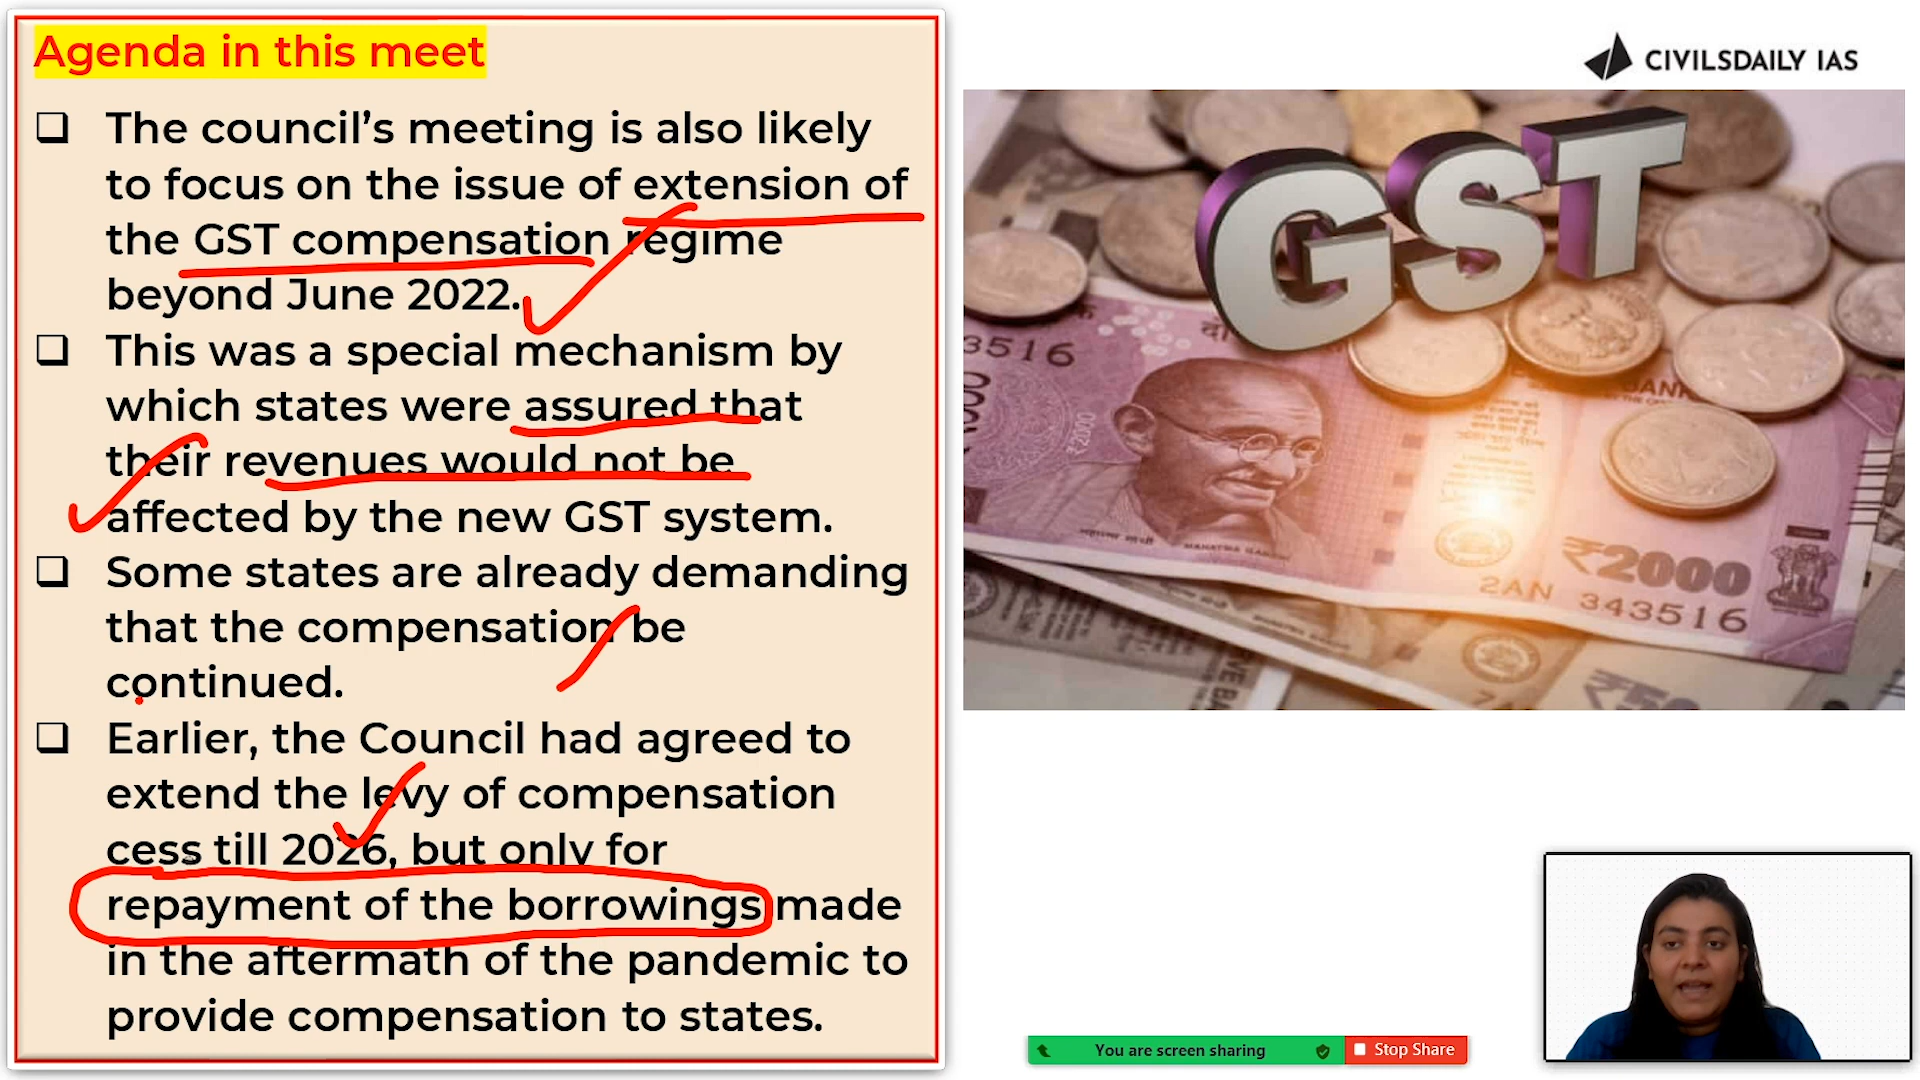 Agenda in this meet
❑ The council's meeting is also likely
to focus on the issue of extension of
the GST compensation regime
beyond June 2022.
❑ This was a special mechanism by
which states were assured that
their revenues would not be
affected by the new GST system.
❑ Some states are already demanding
that the compensation be
continued.
❑ Earlier, the Council had agreed to
extend the levy of compensation
cess till 2026, but only for
repayment of the borrowings made
in the aftermath of the pandemic to
provide compensation to states.
CIVILSDAILY IAS
GST
3516
₹2000
2AN 343516
You are screen sharing
Stop Share